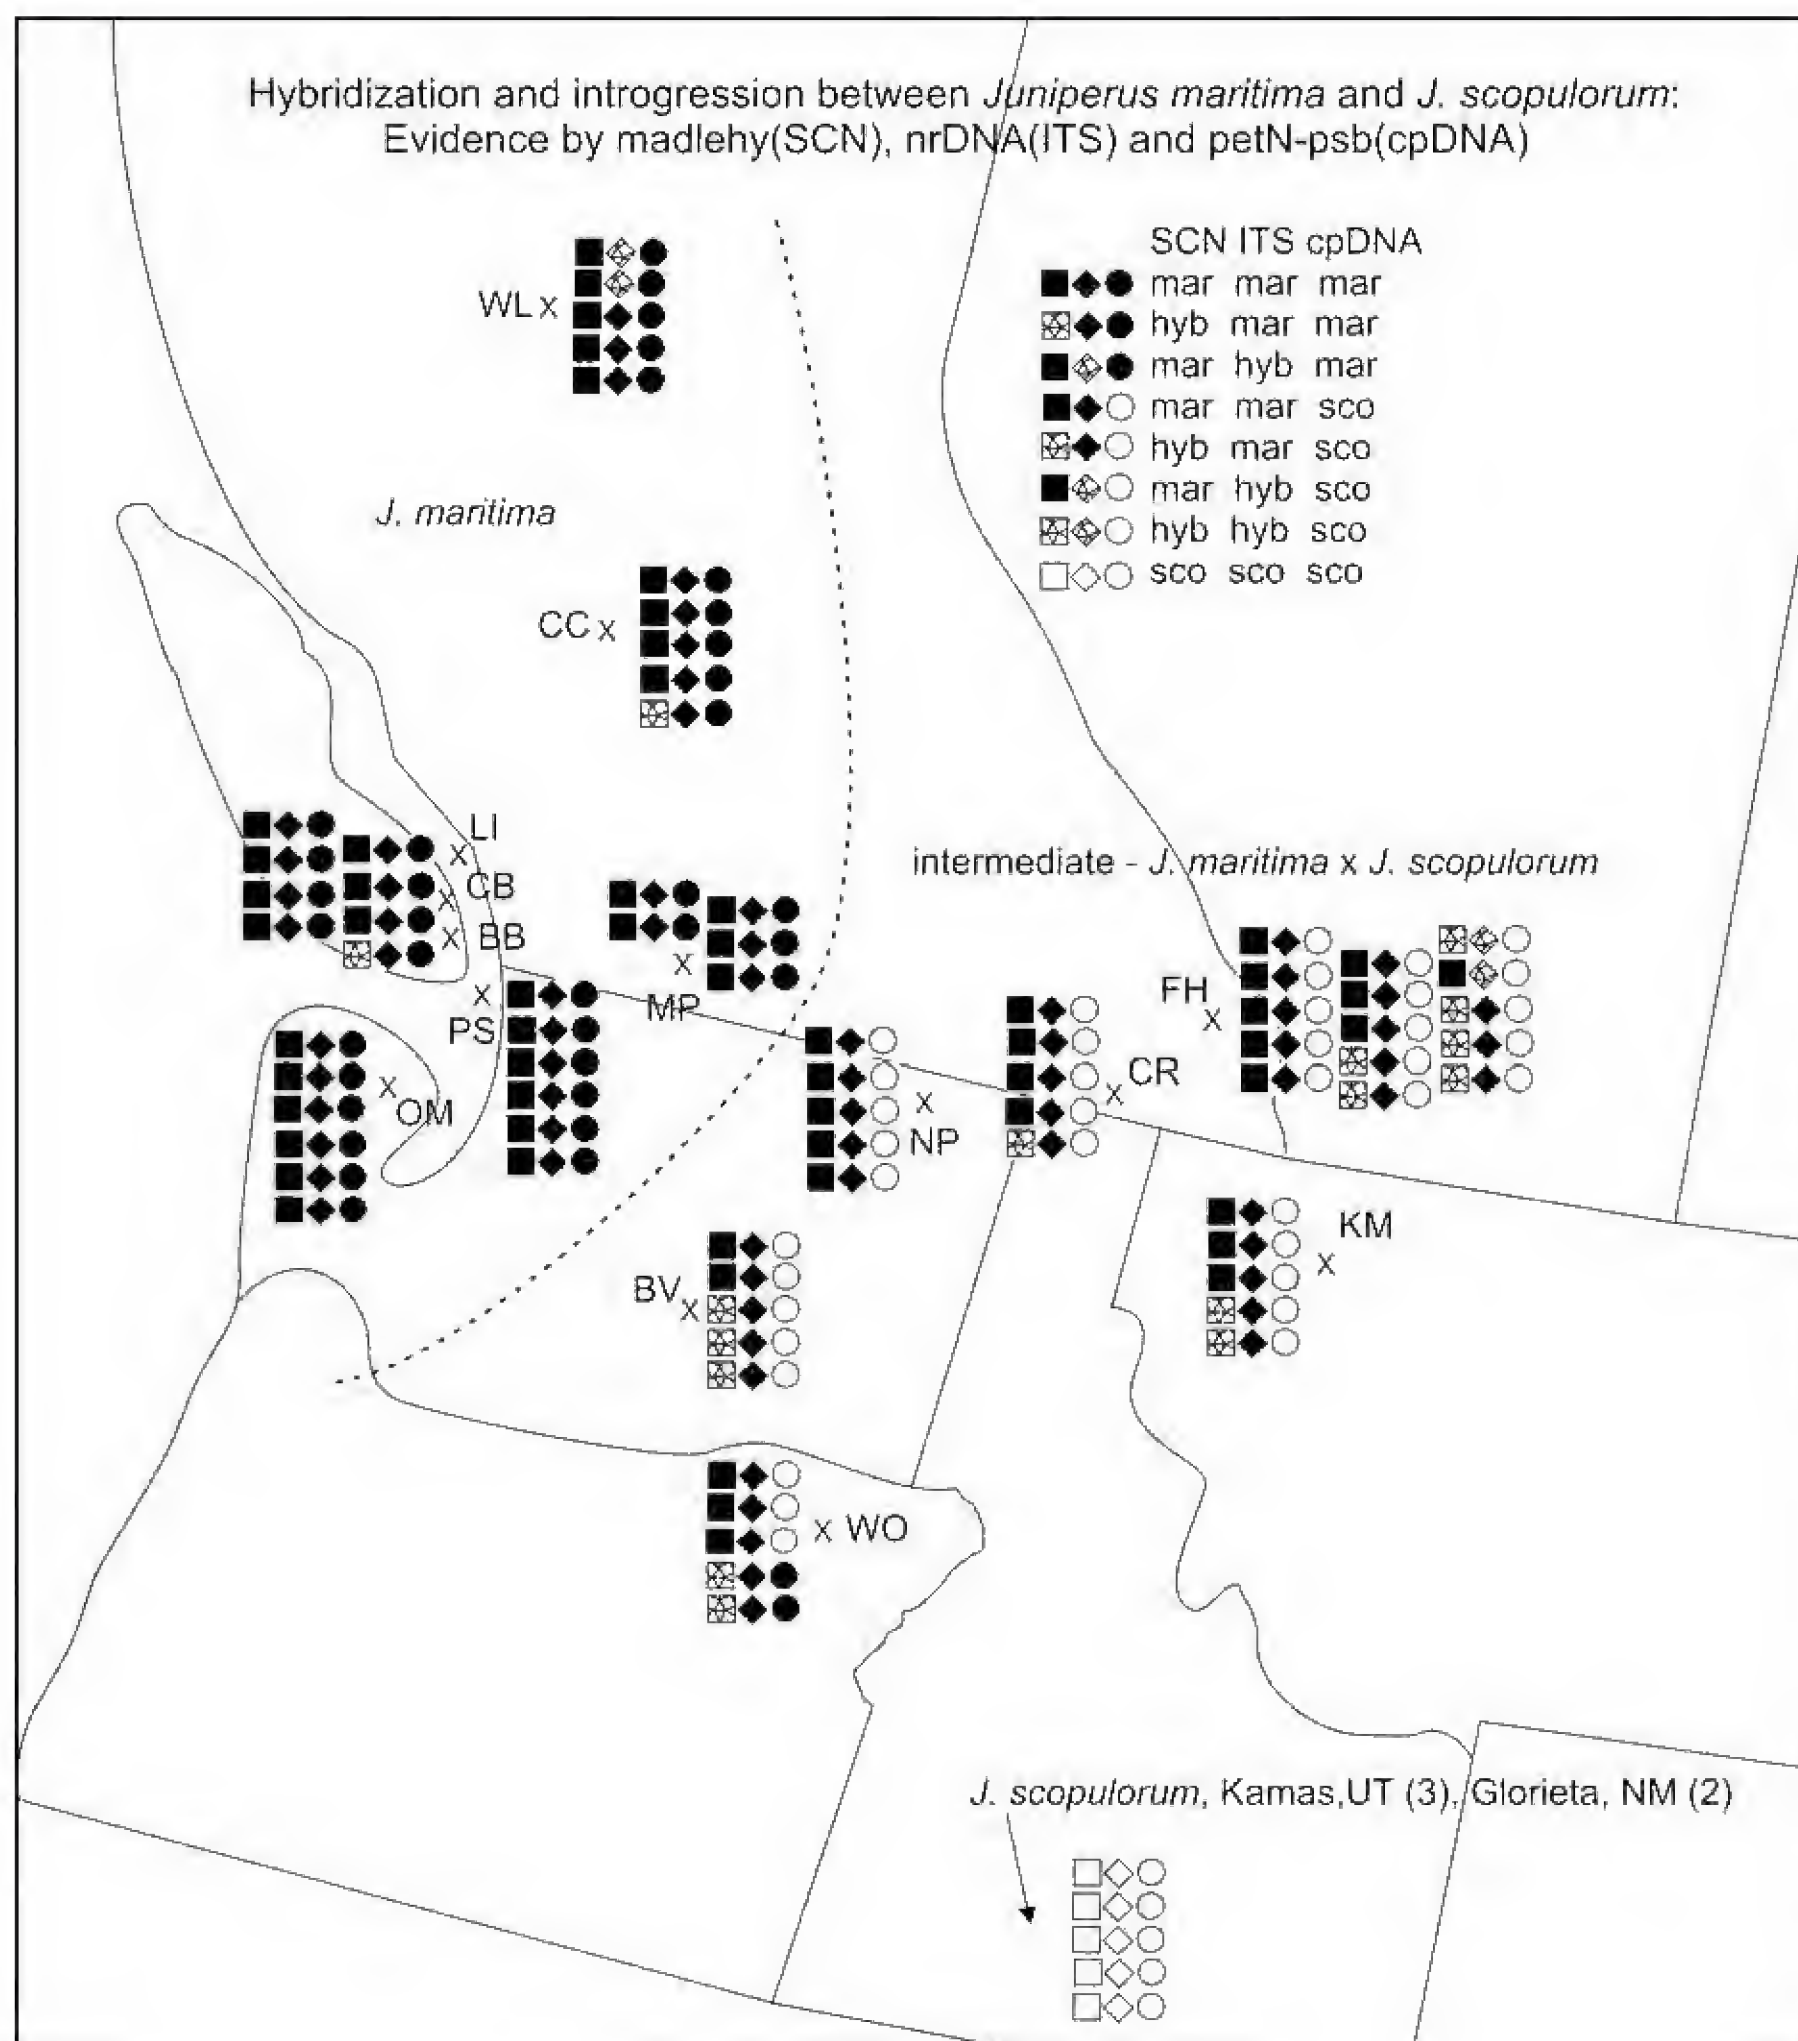 Hybridization and introgression between Juniperus maritima and J. scopulorum:
Evidence by madlehy(SCN), nrDNA(ITS) and petN-psb(cpDNA)
SCN ITS cpDNA
mar mar mar
hyb mar mar
mar hyb mar
mar mar sco
hyb mar sco
mar hyb sco
hyb hyb sco
sco sco sco
WL x
J. maritima
CC x
LI
x
CB
x
x BB
intermediate - J. maritima x J. scopulorum
x
MP
x
PS
FH
x
x
OM
CR
x
x
NP
KM
x
BV x
x WO
J. scopulorum, Kamas,UT (3), Glorieta, NM (2)